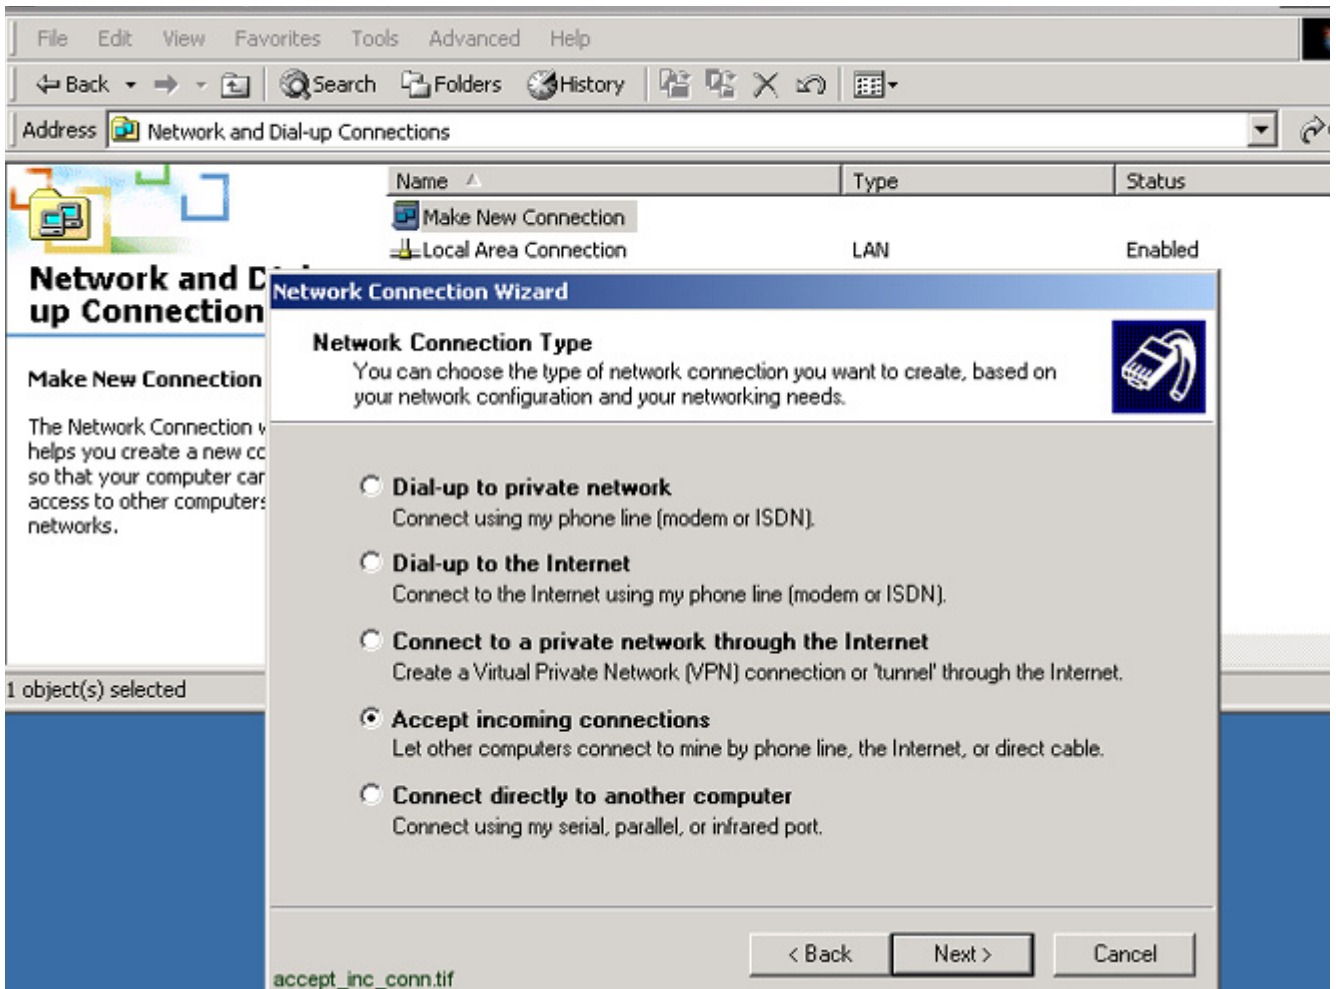 File Edit View Favorites Tools Advanced Help
Back Search Folders History
Address Network and Dial-up Connections
Name Type Status
Make New Connection
Local Area Connection LAN Enabled
Network and
up Connection
Make New Connection
The Network Connection
helps you create a new
so that your computer
access to other
networks.
1 object(s) selected
Network Connection Wizard
Network Connection Type
You can choose the type of network connection you want to create, based on
your network configuration and your networking needs.
Dial-up to private network
Connect using my phone line (modem or ISDN).
Dial-up to the Internet
Connect to the Internet using my phone line (modem or ISDN).
Connect to a private network through the Internet
Create a Virtual Private Network (VPN) connection or 'tunnel' through the Internet.
Accept incoming connections
Let other computers connect to mine by phone line, the Internet, or direct cable.
Connect directly to another computer
Connect using my serial, parallel, or infrared port.
< Back Next > Cancel
accept_inc_conn.tif